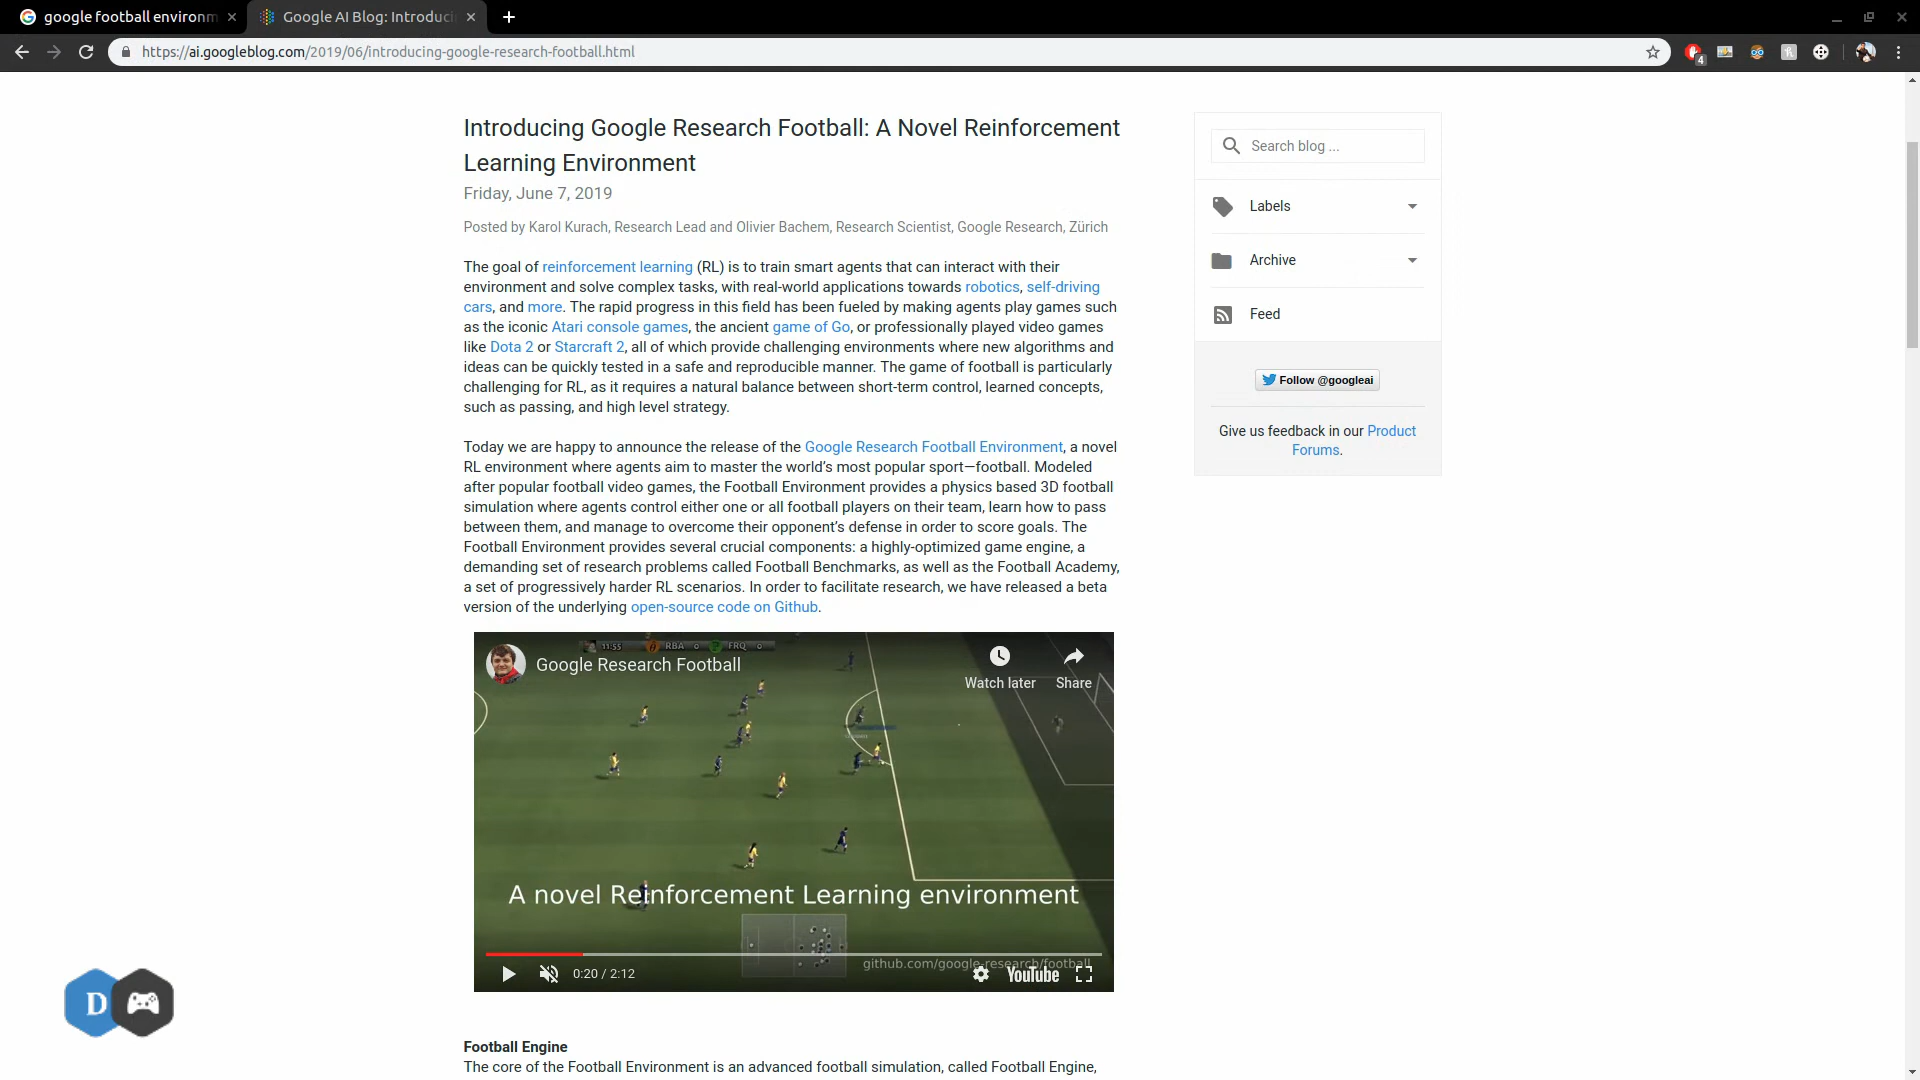 google football environm
Google AI Blog: Introduci
https://ai.googleblog.com/2019/06/introducing-google-research-football.html
4
Introducing Google Research Football: A Novel Reinforcement
Learning Environment
Friday, June 7, 2019
Posted by Karol Kurach, Research Lead and Olivier Bachem, Research Scientist, Google Research, Zürich
The goal of reinforcement learning (RL) is to train smart agents that can interact with their
environment and solve complex tasks, with real-world applications towards robotics, self-driving
cars, and more. The rapid progress in this field has been fueled by making agents play games such
as the iconic Atari console games, the ancient game of Go, or professionally played video games
like Dota 2 or Starcraft 2, all of which provide challenging environments where new algorithms and
ideas can be quickly tested in a safe and reproducible manner. The game of football is particularly
challenging for RL, as it requires a natural balance between short-term control, learned concepts,
such as passing, and high level strategy.
Today we are happy to announce the release of the Google Research Football Environment, a novel
RL environment where agents aim to master the world's most popular sport—football. Modeled
after popular football video games, the Football Environment provides a physics based 3D football
simulation where agents control either one or all football players on their team, learn how to pass
between them, and manage to overcome their opponent's defense in order to score goals. The
Football Environment provides several crucial components: a highly-optimized game engine, a
demanding set of research problems called Football Benchmarks, as well as the Football Academy,
a set of progressively harder RL scenarios. In order to facilitate research, we have released a beta
version of the underlying open-source code on Github.
11:55 RBA 0 FRQ 0
Google Research Football
Watch later
Share
A novel Reinforcement Learning environment
github.com/google-research/football
0:20 / 2:12
YouTube
Football Engine
The core of the Football Environment is an advanced football simulation, called Football Engine,
Search blog ...
Labels
Archive
Feed
Follow @googleai
Give us feedback in our Product
Forums.
D